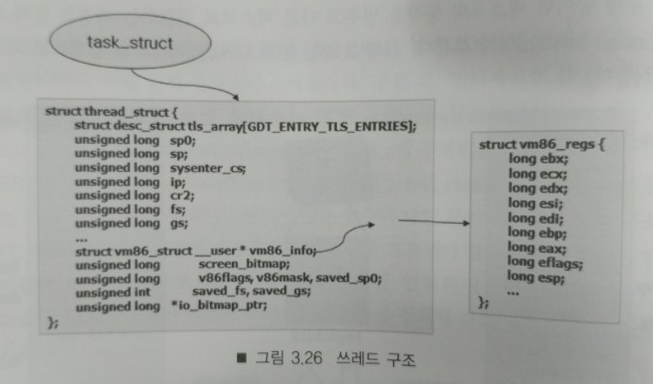 task_struct
struct thread_struct {
struct desc_struct tls_array[GDT_ENTRY_TLS_ENTRIES];
unsigned long sp0;
unsigned long sp;
unsigned long sysenter_cs;
unsigned long ip;
unsigned long cr2;
unsigned long fs;
unsigned long gs;
...
struct vm86_struct __user * vm86_info;
unsigned long screen_bitmap;
unsigned long v86flags, v86mask, saved_sp0;
unsigned int saved_fs, saved_gs;
unsigned long *io_bitmap_ptr;
};
struct vm86_regs {
long ebx;
long ecx;
long edx;
long esi;
long edi;
long ebp;
long eax;
long eflags;
long esp;
...
};
■ 그림 3.26 쓰레드 구조